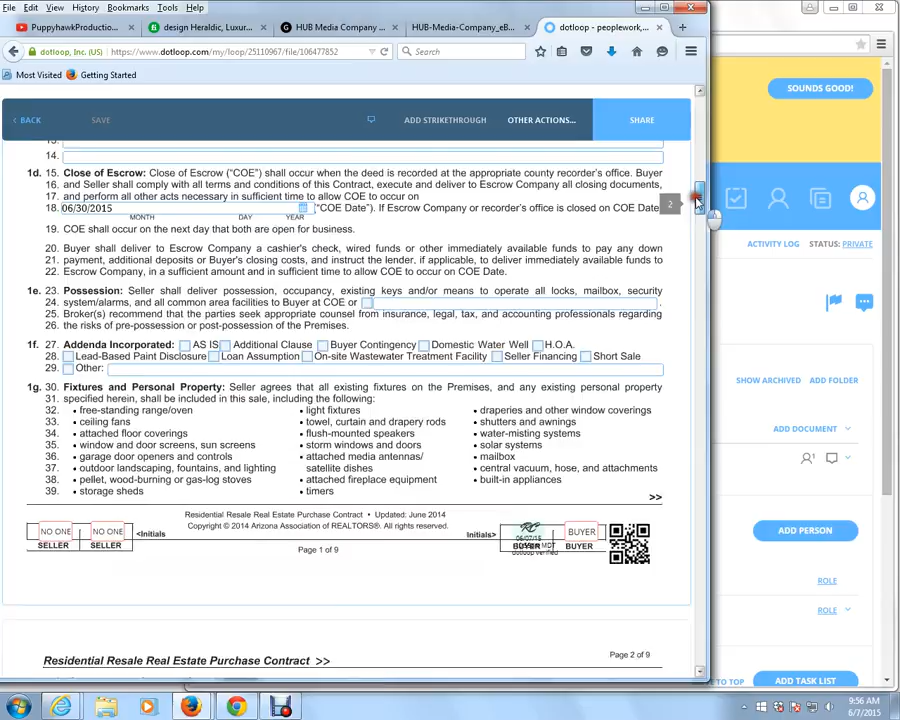 File Edit View History Bookmarks Tools Help
PuppyhawkProduction... × design Heraldic, Luxur... × G HUB Media Company ... × HUB-Media-Company_eB... × dotloop - peoplework,... × +
dotloop, Inc. (US) https://www.dotloop.com/my/loop/25110967/file/106477852 Search
Most Visited Getting Started
SOUNDS GOOD!
‹ BACK SAVE ADD STRIKETHROUGH OTHER ACTIONS... SHARE
13.
14.
1d. 15. Close of Escrow: Close of Escrow ("COE") shall occur when the deed is recorded at the appropriate county recorder's office. Buyer
16. and Seller shall comply with all terms and conditions of this Contract, execute and deliver to Escrow Company all closing documents,
17. and perform all other acts necessary in sufficient time to allow COE to occur on
18. 06/30/2015 ("COE Date"). If Escrow Company or recorder's office is closed on COE Date
MONTH DAY YEAR
2
19. COE shall occur on the next day that both are open for business.
20. Buyer shall deliver to Escrow Company a cashier's check, wired funds or other immediately available funds to pay any down
21. payment, additional deposits or Buyer's closing costs, and instruct the lender, if applicable, to deliver immediately available funds to
22. Escrow Company, in a sufficient amount and in sufficient time to allow COE to occur on COE Date.
1e. 23. Possession: Seller shall deliver possession, occupancy, existing keys and/or means to operate all locks, mailbox, security
24. system/alarms, and all common area facilities to Buyer at COE or .
25. Broker(s) recommend that the parties seek appropriate counsel from insurance, legal, tax, and accounting professionals regarding
26. the risks of pre-possession or post-possession of the Premises.
1f. 27. Addenda Incorporated: AS IS Additional Clause Buyer Contingency Domestic Water Well H.O.A.
28. Lead-Based Paint Disclosure Loan Assumption On-site Wastewater Treatment Facility Seller Financing Short Sale
29. Other:
1g. 30. Fixtures and Personal Property: Seller agrees that all existing fixtures on the Premises, and any existing personal property
31. specified herein, shall be included in this sale, including the following:
32. • free-standing range/oven • light fixtures • draperies and other window coverings
33. • ceiling fans • towel, curtain and drapery rods • shutters and awnings
34. • attached floor coverings • flush-mounted speakers • water-misting systems
35. • window and door screens, sun screens • storm windows and doors • solar systems
36. • garage door openers and controls • attached media antennas/ • mailbox
37. • outdoor landscaping, fountains, and lighting satellite dishes • central vacuum, hose, and attachments
38. • pellet, wood-burning or gas-log stoves • attached fireplace equipment • built-in appliances
39. • storage sheds • timers
>>
Residential Resale Real Estate Purchase Contract • Updated: June 2014
Copyright © 2014 Arizona Association of REALTORS®. All rights reserved.
NO ONE NO ONE <Initials Initials> RC BUYER
06/07/15
SELLER SELLER BUYER BUYER
dotloop verified
Page 1 of 9
Page 2 of 9
Residential Resale Real Estate Purchase Contract >>
ACTIVITY LOG STATUS: PRIVATE
SHOW ARCHIVED ADD FOLDER
ADD DOCUMENT
1
ADD PERSON
ROLE
ROLE
TO TOP ADD TASK LIST
9:56 AM
6/7/2015